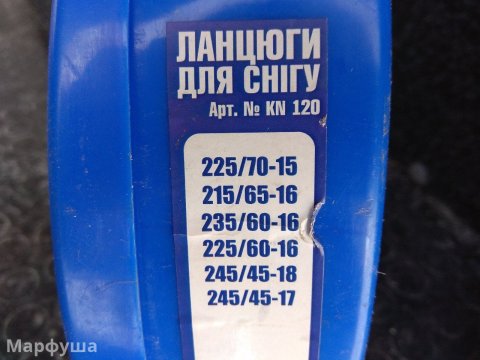 ЛАНЦЮГИ
ДЛЯ СНІГУ
Арт. № KN 120
225/70-15
215/65-16
235/60-16
225/60-16
245/45-18
245/45-17
Марфуша